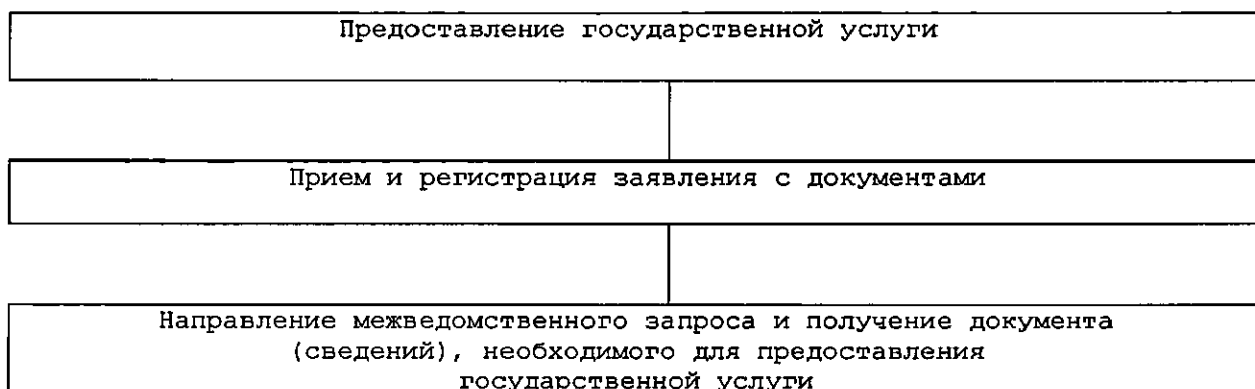 Предоставление государственной услуги
Прием и регистрация заявления с документами
Направление межведомственного запроса и получение документа
(сведений), необходимого для предоставления
государственной услуги